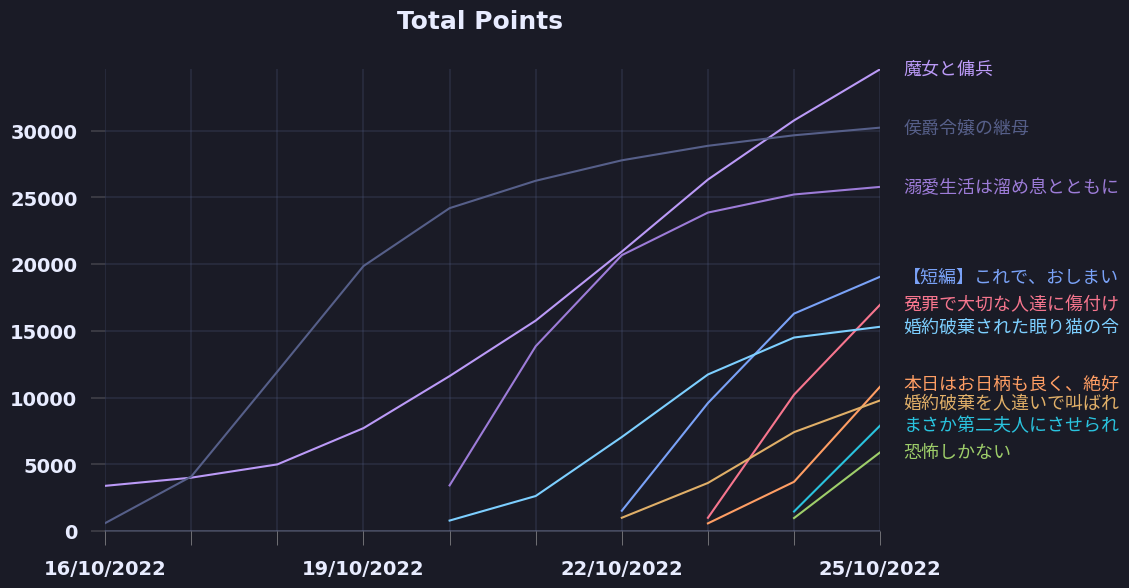 Total Points
魔女と傭兵
30000
侯爵令嬢の継母
25000
溺愛生活は溜め息とともに
20000
【短編】これで、おしまい
冤罪で大切な人達に傷付け
15000
婚約破棄された眠り猫の令
本日はお日柄も良く、絶好
10000
婚約破棄を人違いで叫ばれ
まさか第二夫人にさせられ
恐怖しかない
5000
0
16/10/2022
19/10/2022
22/10/2022
25/10/2022